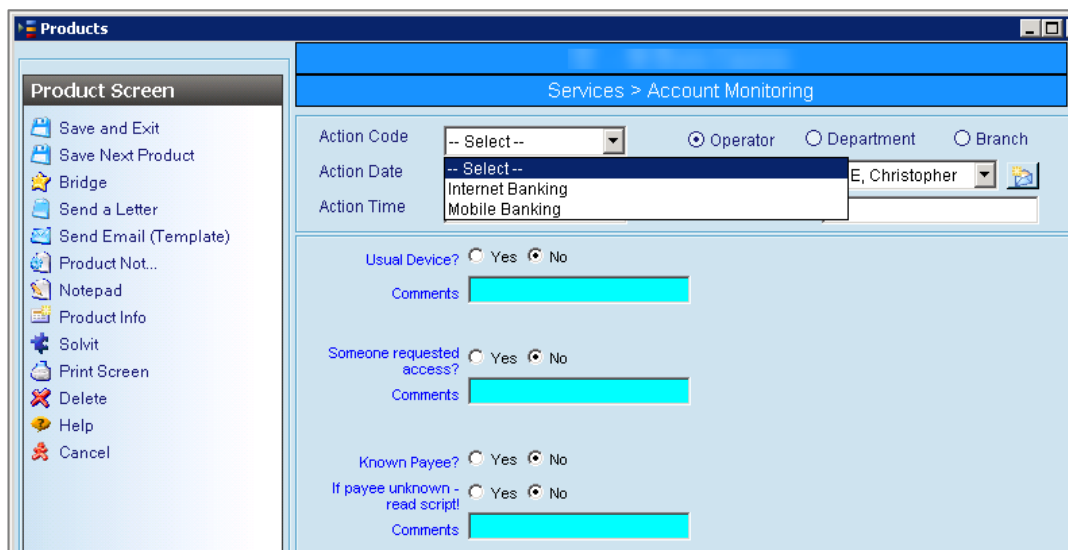 Products
Product Screen
Save and Exit
Save Next Product
Bridge
Send a Letter
Send Email (Template)
Product Not...
Notepad
Product Info
Solvit
Print Screen
Delete
Help
Cancel
Services > Account Monitoring
Action Code -- Select -- Operator Department Branch
Action Date -- Select -- E, Christopher
Internet Banking
Mobile Banking
Action Time
Usual Device? Yes No
Comments
Someone requested access? Yes No
Comments
Known Payee? Yes No
If payee unknown - read script! Yes No
Comments